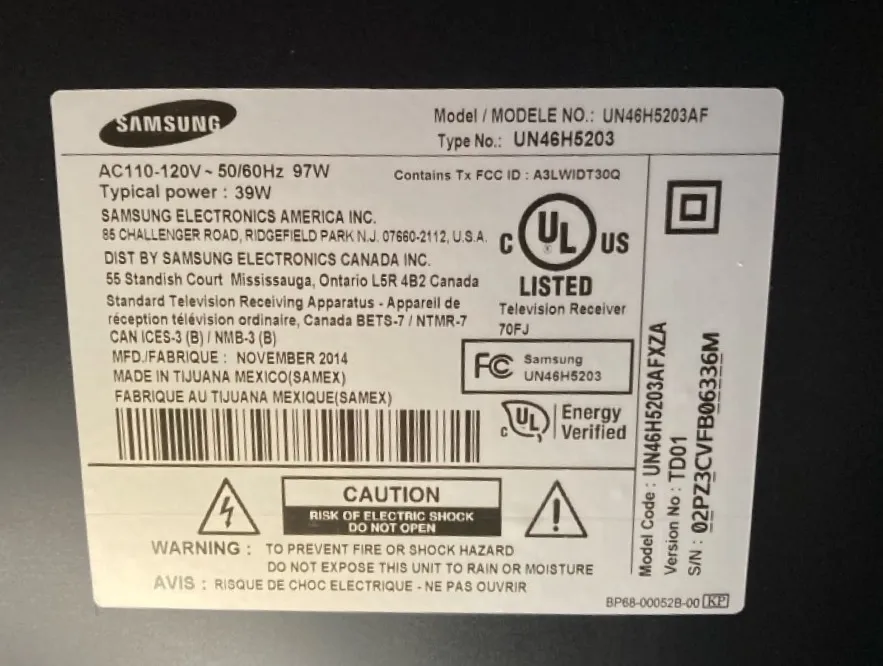 SAMSUNG
Model / MODELE NO.: UN46H5203AF
Type No.: UN46H5203
AC110-120V ~ 50/60Hz 97W
Typical power : 39W
Contains Tx FCC ID : A3LWIDT30Q
SAMSUNG ELECTRONICS AMERICA INC.
85 CHALLENGER ROAD, RIDGEFIELD PARK N.J. 07660-2112, U.S.A.
DIST BY SAMSUNG ELECTRONICS CANADA INC.
55 Standish Court Mississauga, Ontario L5R 4B2 Canada
Standard Television Receiving Apparatus - Appareil de
réception télévision ordinaire, Canada BETS-7 / NTMR-7
CAN ICES-3 (B) / NMB-3 (B)
MFD./FABRIQUE : NOVEMBER 2014
MADE IN TIJUANA MEXICO(SAMEX)
FABRIQUE AU TIJUANA MEXIQUE(SAMEX)
C UL ® US
LISTED
Television Receiver
70FJ
FC Samsung
UN46H5203
C UL Energy
Verified
CAUTION
RISK OF ELECTRIC SHOCK
DO NOT OPEN
WARNING : TO PREVENT FIRE OR SHOCK HAZARD
DO NOT EXPOSE THIS UNIT TO RAIN OR MOISTURE
AVIS : RISQUE DE CHOC ELECTRIQUE - NE PAS OUVRIR
Model Code : UN46H5203AFXZA
Version No : TD01
S/N : 02PZ3CVFB06336M
BP68-00052B-00 KP